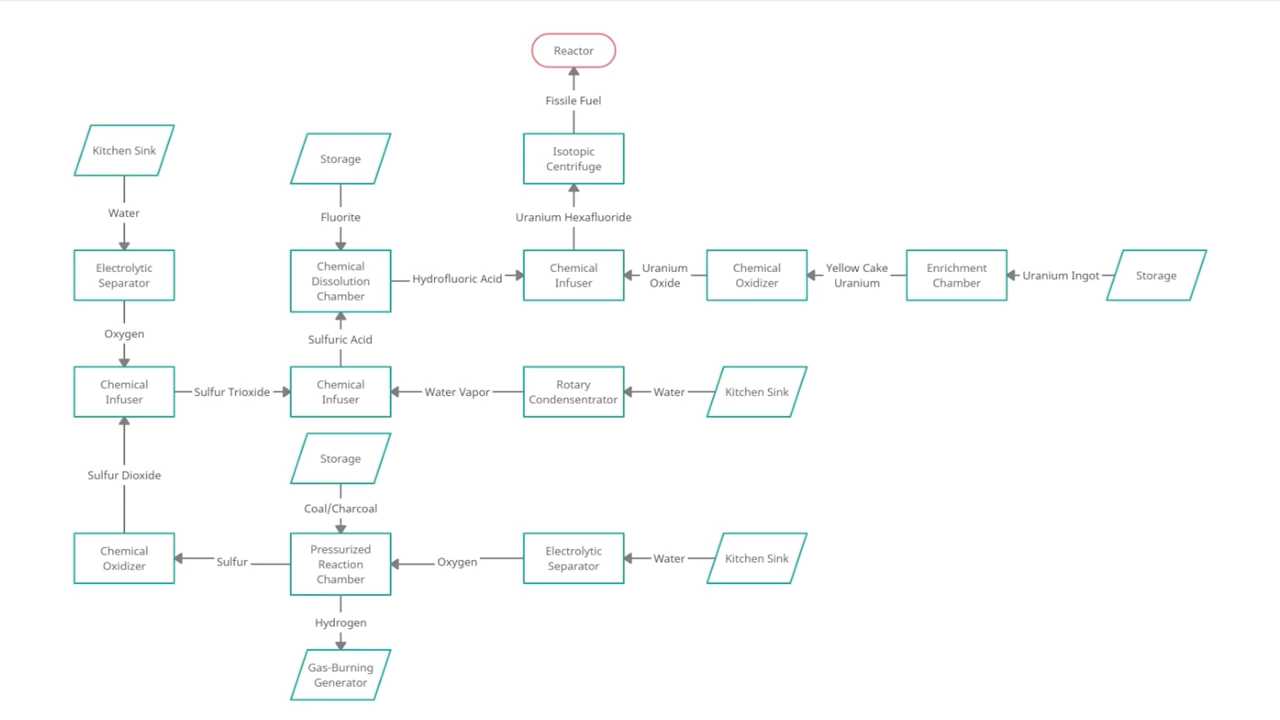 Reactor
Fissile Fuel
Kitchen Sink
Storage
Isotopic
Centrifuge
Water
Fluorite
Uranium Hexafluoride
Electrolytic
Separator
Chemical
Dissolution
Chamber
Hydrofluoric Acid
Chemical
Infuser
Uranium
Oxide
Chemical
Oxidizer
Yellow Cake
Uranium
Enrichment
Chamber
Uranium Ingot
Storage
Oxygen
Sulfuric Acid
Chemical
Infuser
Sulfur Trioxide
Chemical
Infuser
Water Vapor
Rotary
Condensentrator
Water
Kitchen Sink
Storage
Sulfur Dioxide
Coal/Charcoal
Chemical
Oxidizer
Sulfur
Pressurized
Reaction
Chamber
Oxygen
Electrolytic
Separator
Water
Kitchen Sink
Hydrogen
Gas-Burning
Generator